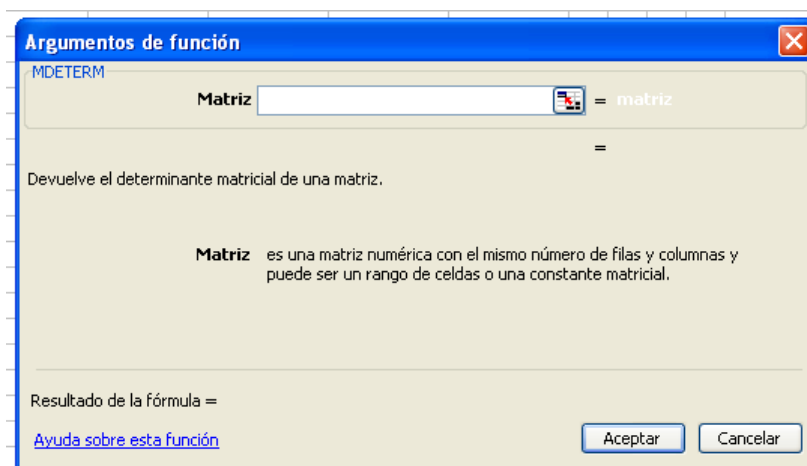 Argumentos de función
MDETERM
Matriz = matriz
=
Devuelve el determinante matricial de una matriz.
Matriz es una matriz numérica con el mismo número de filas y columnas y
puede ser un rango de celdas o una constante matricial.
Resultado de la fórmula =
Ayuda sobre esta función Aceptar Cancelar